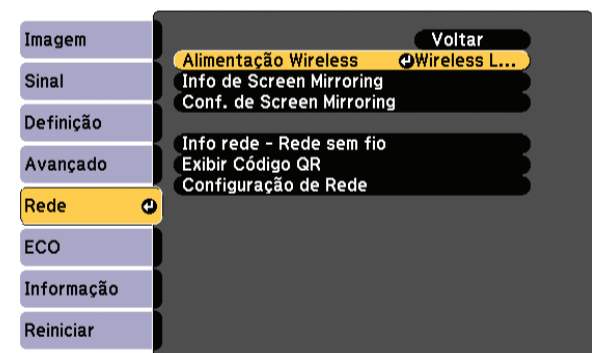 Imagem
Sinal
Definição
Avançado
Rede
ECO
Informação
Reiniciar
Voltar
Alimentação Wireless Wireless L...
Info de Screen Mirroring
Conf. de Screen Mirroring
Info rede - Rede sem fio
Exibir Código QR
Configuração de Rede